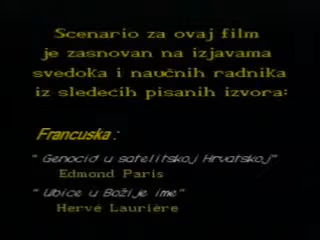 Scenario za ovaj film
je zasnovan na izjavama
svedoka i naučnih radnika
iz sledećih pisanih izvora:
Francuska :
"Genocid u satelitskoj Hrvatskoj"
Edmond Paris
"Ubice u Božije ime"
Hervé Laurière